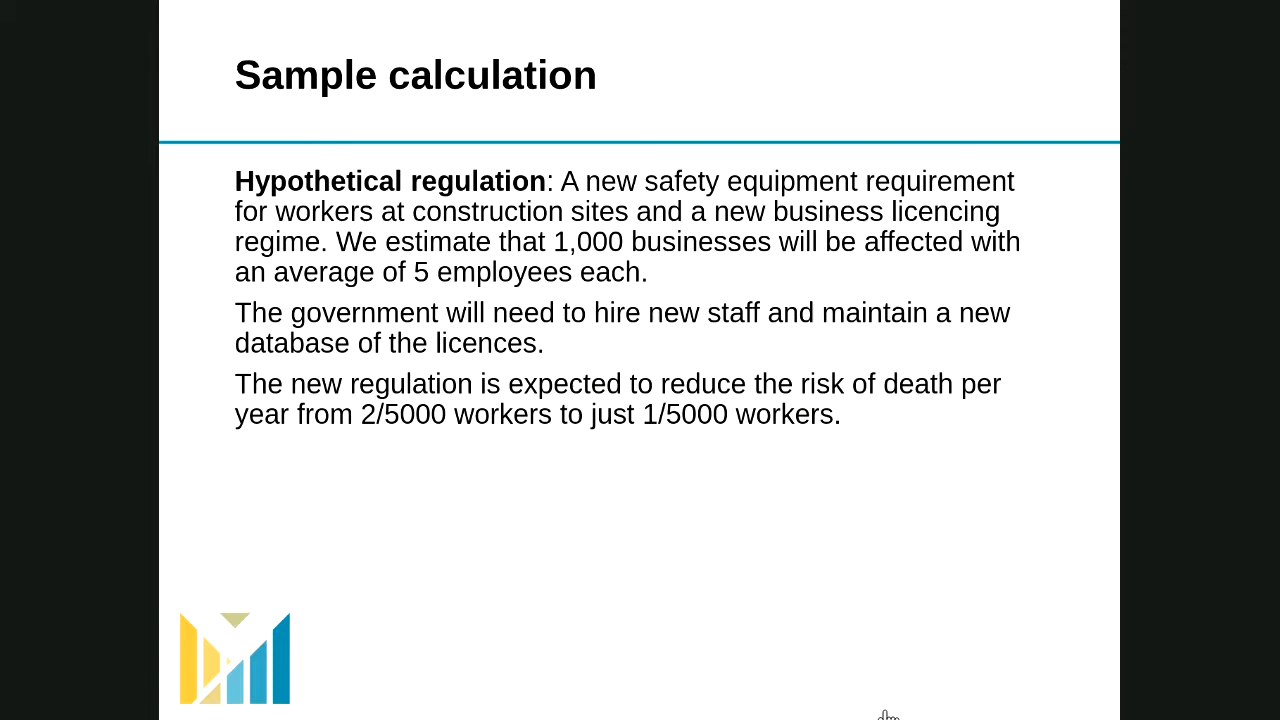 Sample calculation
Hypothetical regulation: A new safety equipment requirement
for workers at construction sites and a new business licencing
regime. We estimate that 1,000 businesses will be affected with
an average of 5 employees each.
The government will need to hire new staff and maintain a new
database of the licences.
The new regulation is expected to reduce the risk of death per
year from 2/5000 workers to just 1/5000 workers.